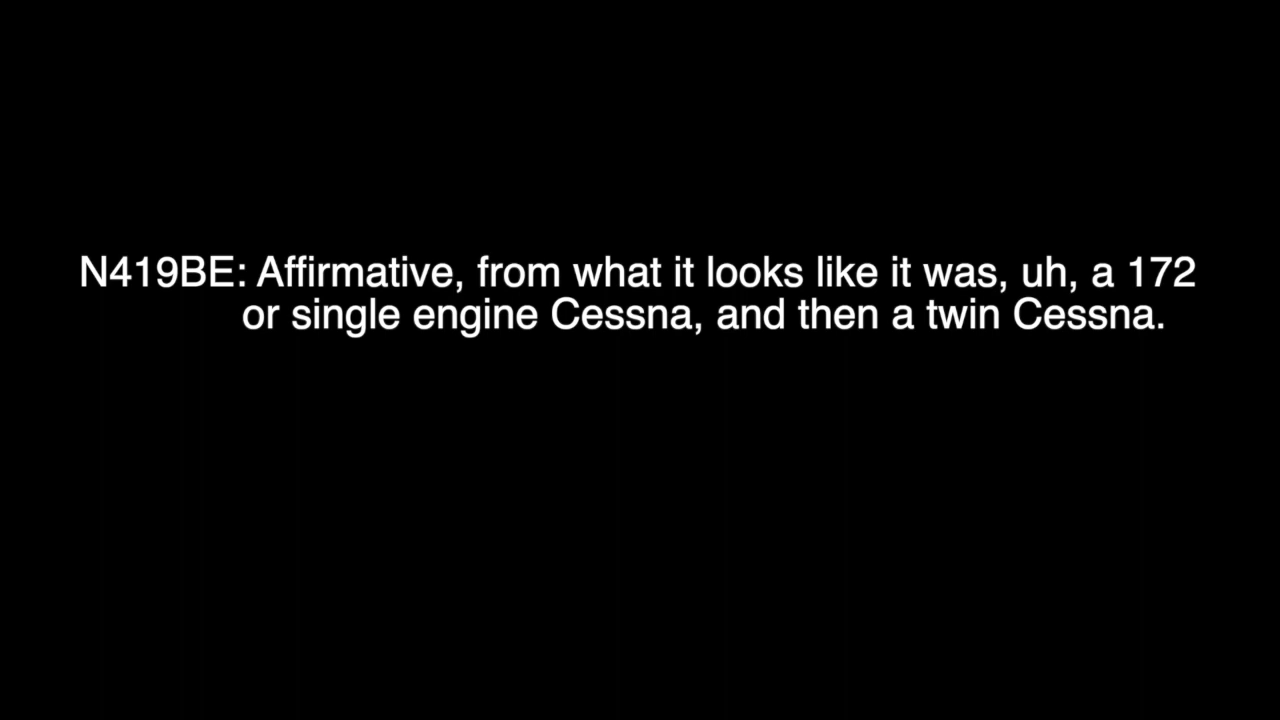 N419BE: Affirmative, from what it looks like it was, uh, a 172
or single engine Cessna, and then a twin Cessna.